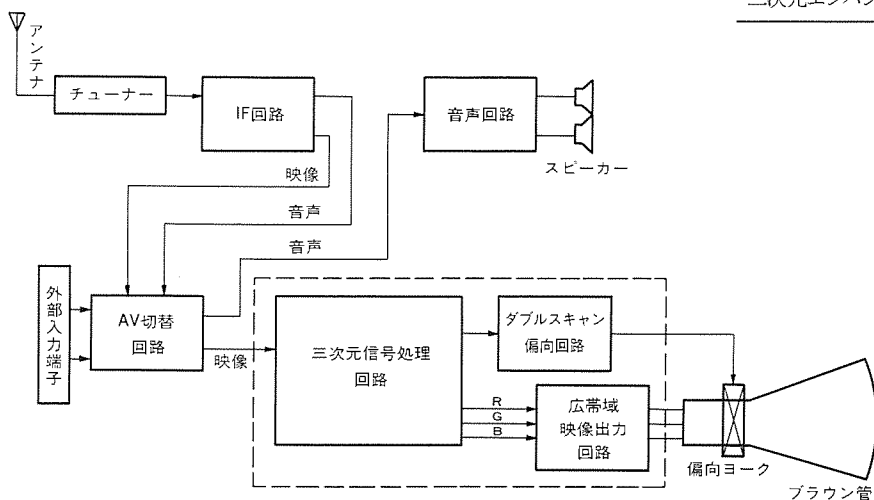 三次元エンハン
アンテナ
チューナー
IF回路
音声回路
スピーカー
映像
音声
音声
外部入力端子
AV切替
回路
映像
三次元信号処理
回路
ダブルスキャン
偏向回路
R
G
B
広帯域
映像出力
回路
偏向ヨーク
ブラウン管